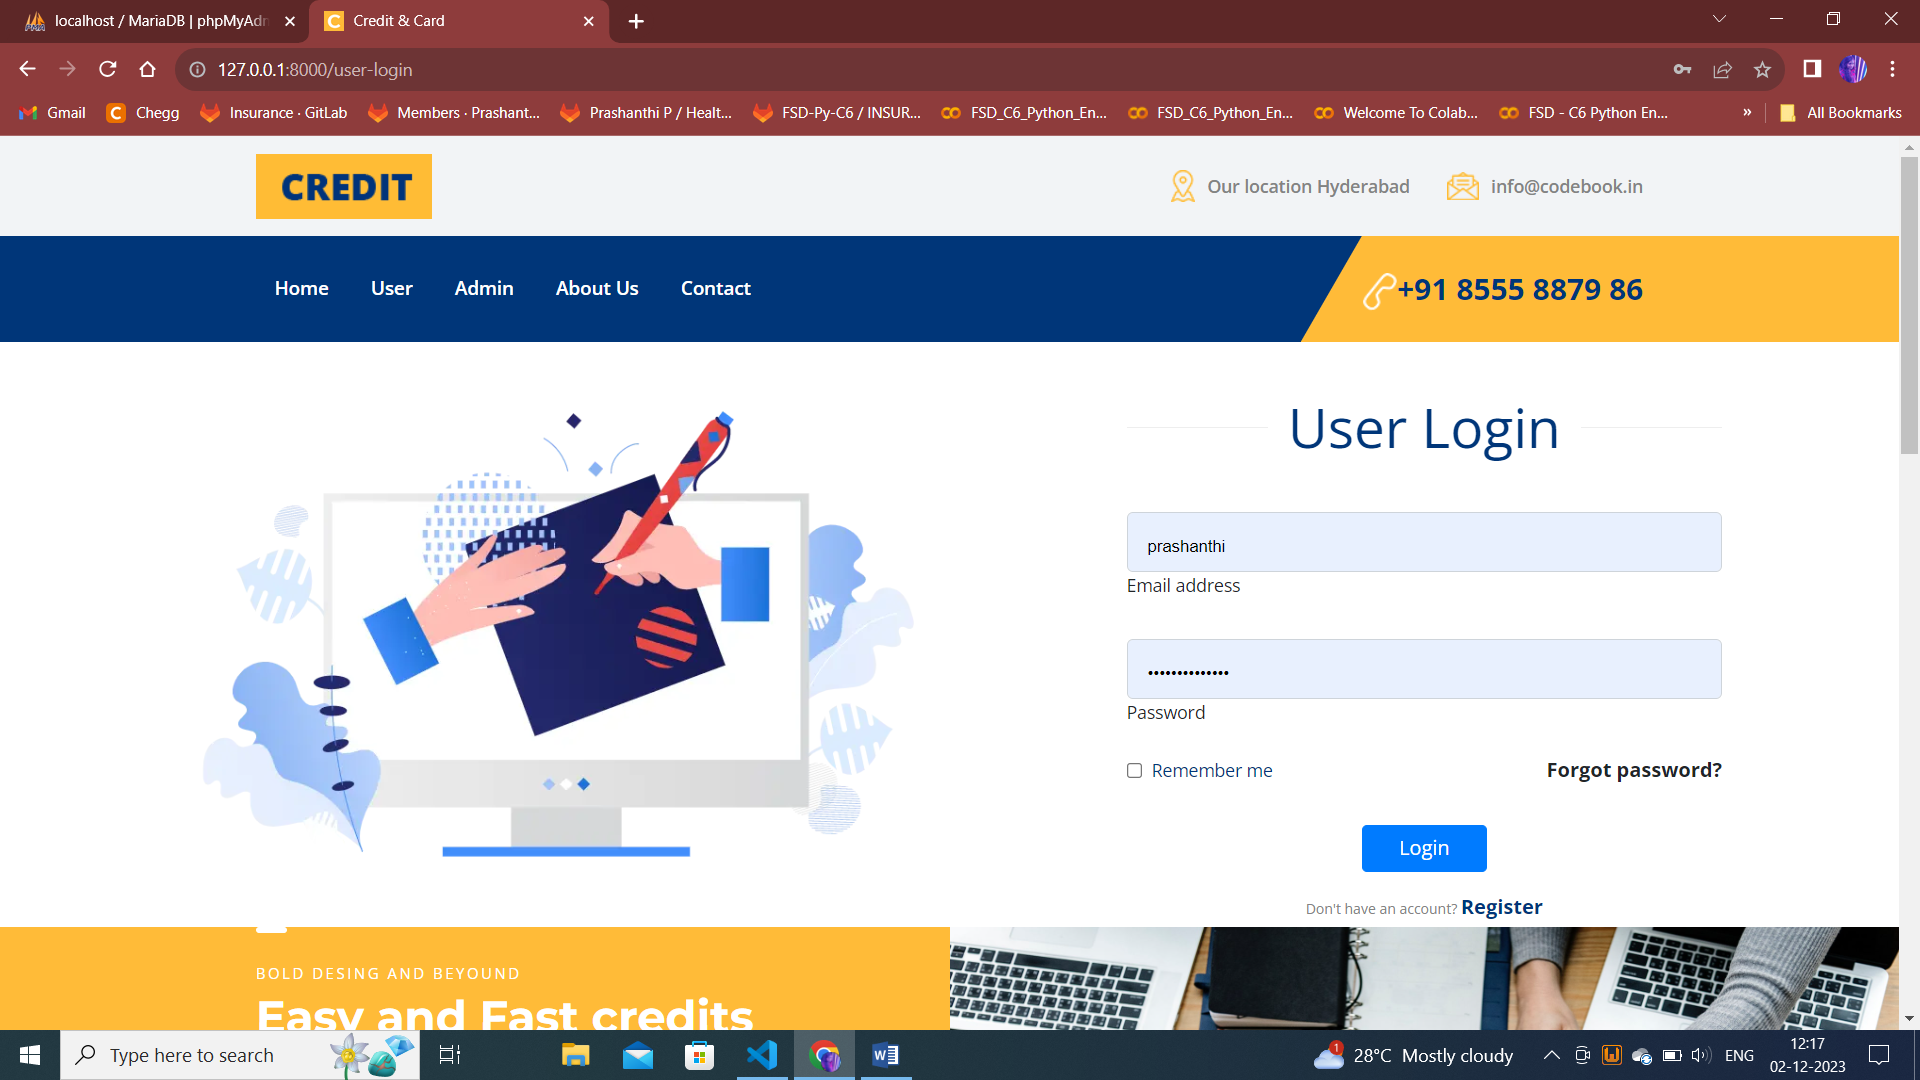 localhost / MariaDB | phpMyAdn
Credit & Card
127.0.0.1:8000/user-login
Gmail
Chegg
Insurance · GitLab
Members · Prashant...
Prashanthi P / Healt...
FSD-Py-C6 / INSUR...
FSD_C6_Python_En...
FSD_C6_Python_En...
Welcome To Colab...
FSD - C6 Python En...
»
All Bookmarks
CREDIT
Our location Hyderabad
info@codebook.in
Home
User
Admin
About Us
Contact
+91 8555 8879 86
User Login
prashanthi
Email address
••••••••••••••
Password
Remember me
Forgot password?
Login
Don't have an account? Register
BOLD DESING AND BEYOUND
Easy and Fast credits
Type here to search
1
28°C Mostly cloudy
ENG
12:17
02-12-2023